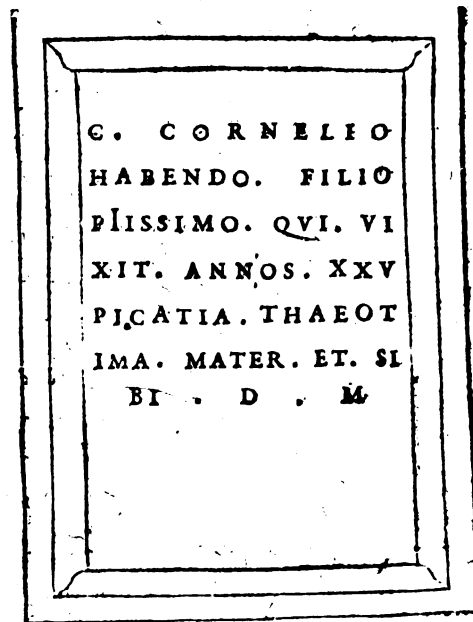 C. CORNELIO
HABENDO. FILIO
PIISSIMO. QVI. VI
XIT. ANNOS. XXV
PICATIA. THAEOT
IMA. MATER. ET. SI
BI. D. M